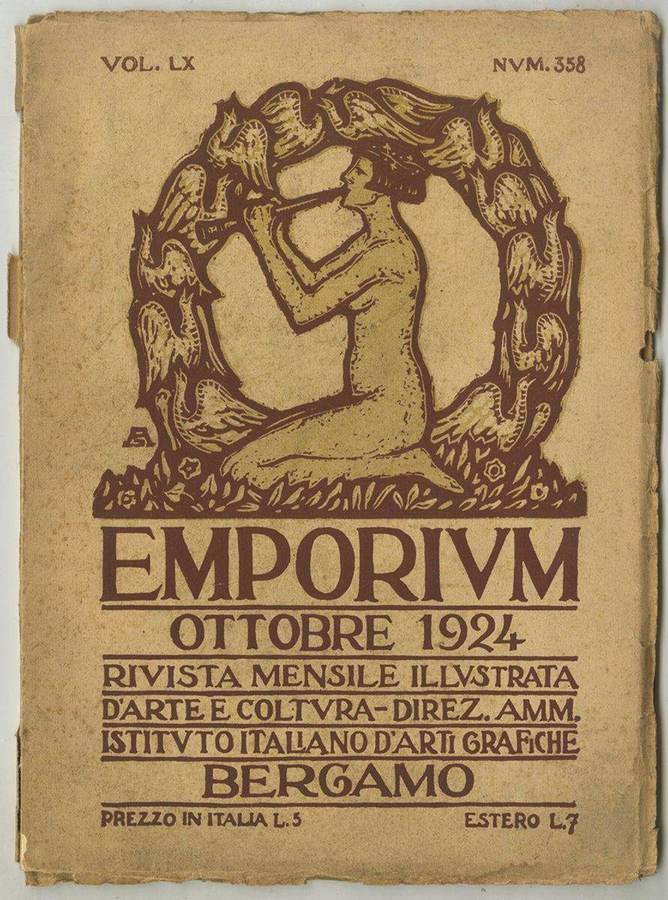 VOL. LX NVM. 358
EMPORIVM
OTTOBRE 1924
RIVISTA MENSILE ILLVSTRATA
D'ARTE E COLTVRA-DIREZ. AMM.
ISTITVTO ITALIANO D'ARTI GRAFICHE
BERGAMO
PREZZO IN ITALIA L.5 ESTERO L.7